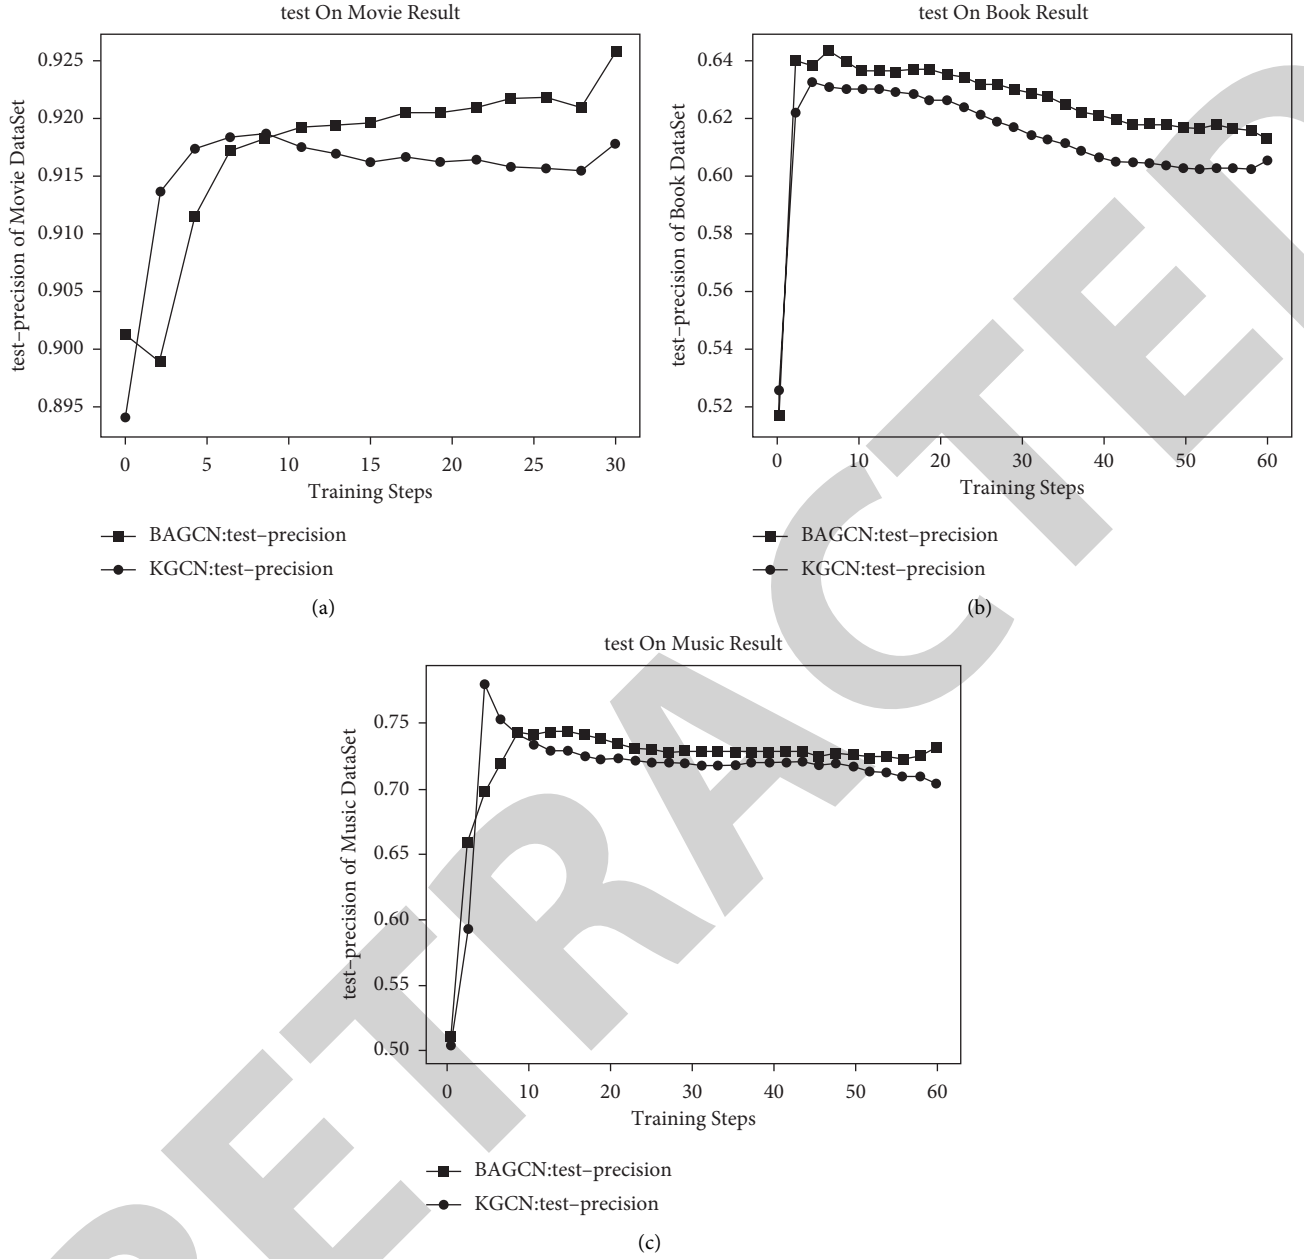 test On Movie Result
test-precision of Movie DataSet
0.925
0.920
0.915
0.910
0.905
0.900
0.895
0 5 10 15 20 25 30
Training Steps
BAGCN:test-precision
KGCN:test-precision
(a)
test On Book Result
test-precision of Book DataSet
0.64
0.62
0.60
0.58
0.56
0.54
0.52
0 10 20 30 40 50 60
Training Steps
BAGCN:test-precision
KGCN:test-precision
(b)
test On Music Result
test-precision of Music DataSet
0.75
0.70
0.65
0.60
0.55
0.50
0 10 20 30 40 50 60
Training Steps
BAGCN:test-precision
KGCN:test-precision
(c)
RETRACTED